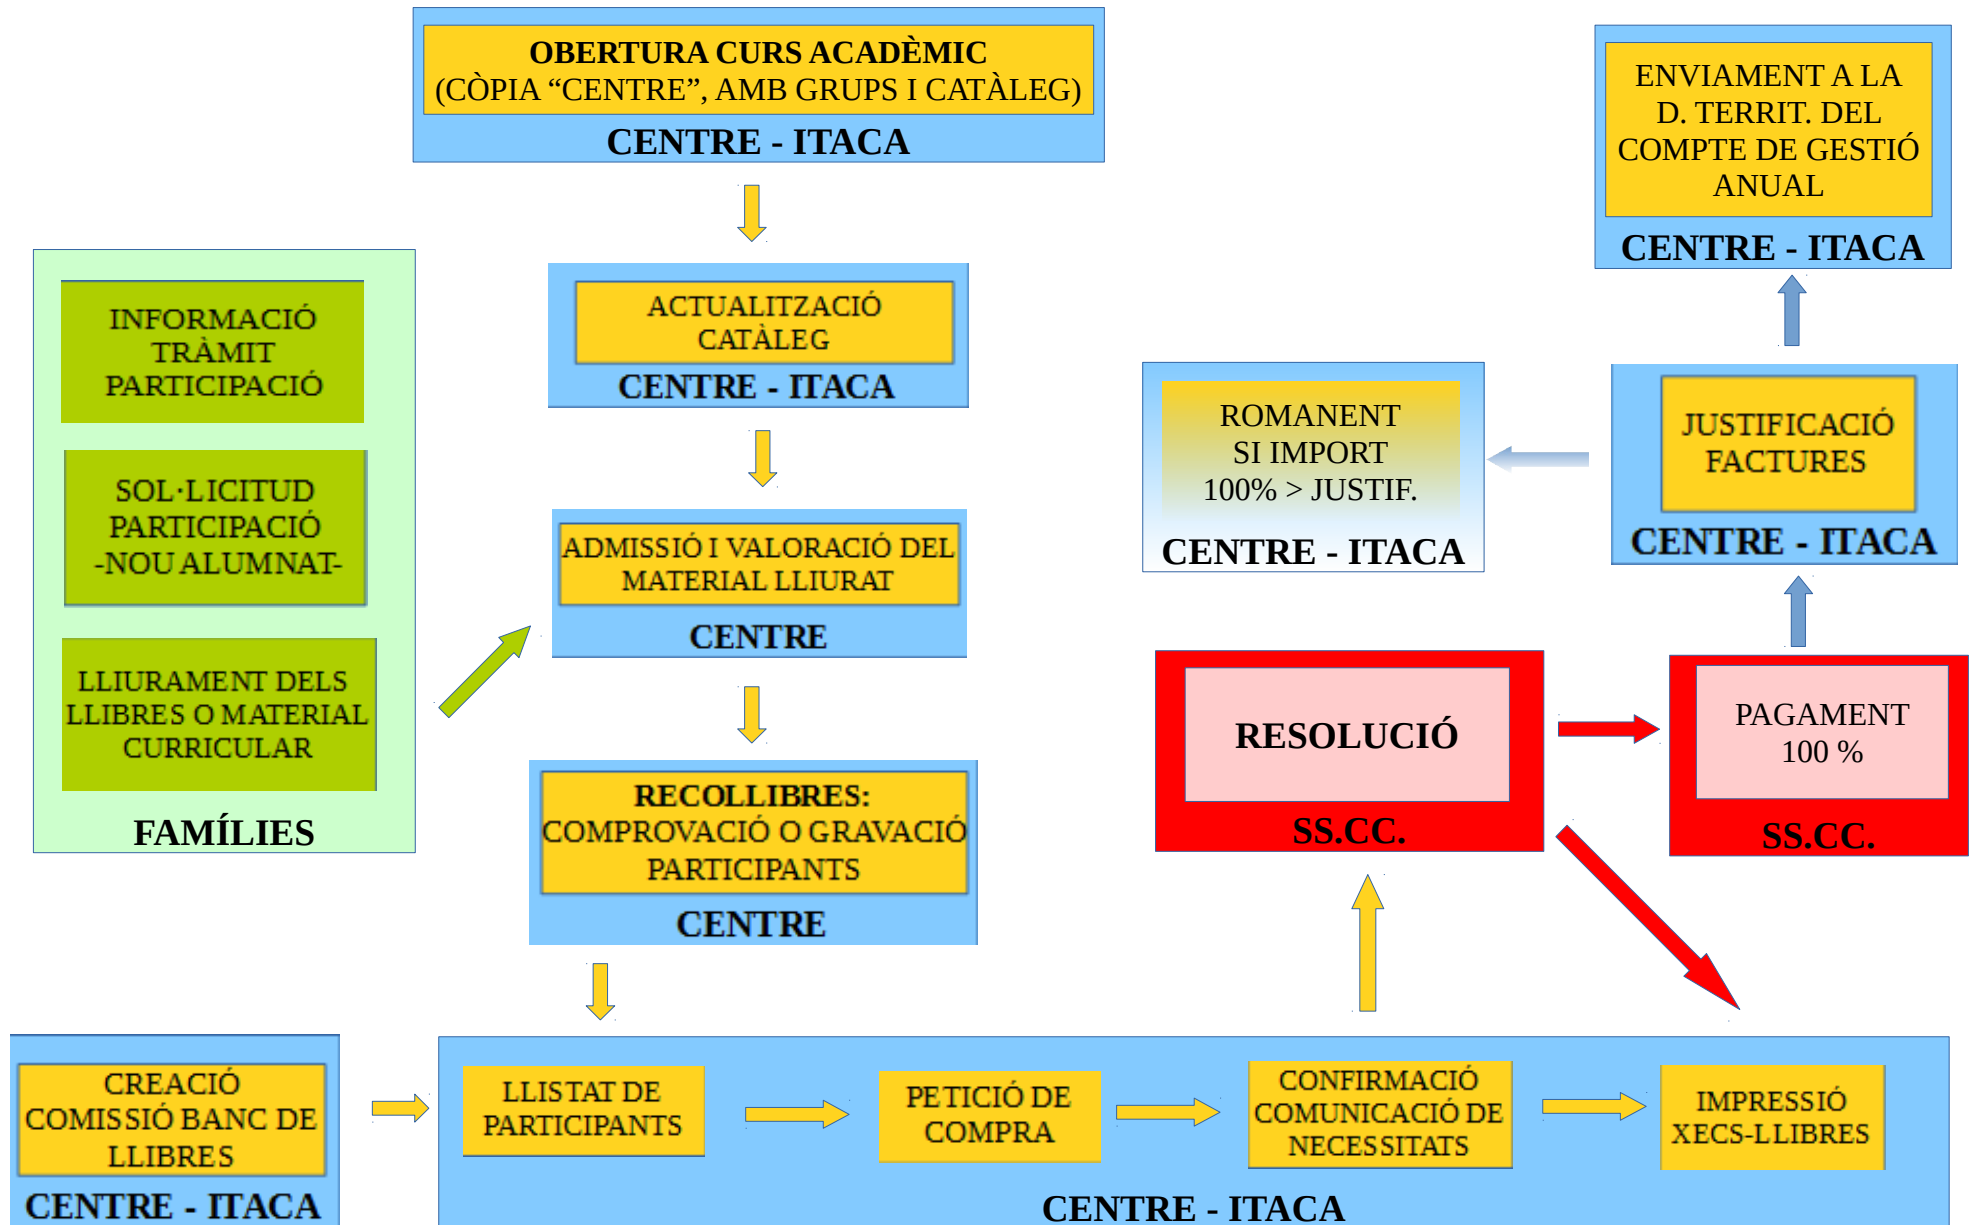 OBERTURA CURS ACADÈMIC
(CÒPIA “CENTRE”, AMB GRUPS I CATÀLEG)
CENTRE - ITACA
ENVIAMENT A LA
D. TERRIT. DEL
COMPTE DE GESTIÓ
ANUAL
CENTRE - ITACA
INFORMACIÓ
TRÀMIT
PARTICIPACIÓ
SOL·LICITUD
PARTICIPACIÓ
-NOU ALUMNAT-
LLIURAMENT DELS
LLIBRES O MATERIAL
CURRICULAR
FAMÍLIES
ACTUALITZACIÓ
CATÀLEG
CENTRE - ITACA
ADMISSIÓ I VALORACIÓ DEL
MATERIAL LLIURAT
CENTRE
RECOLLIBRES:
COMPROVACIÓ O GRAVACIÓ
PARTICIPANTS
CENTRE
ROMANENT
SI IMPORT
100% > JUSTIF.
CENTRE - ITACA
JUSTIFICACIÓ
FACTURES
CENTRE - ITACA
RESOLUCIÓ
SS.CC.
PAGAMENT
100 %
SS.CC.
CREACIÓ
COMISSIÓ BANC DE
LLIBRES
CENTRE - ITACA
LLISTAT DE
PARTICIPANTS
PETICIÓ DE
COMPRA
CONFIRMACIÓ
COMUNICACIÓ DE
NECESSITATS
IMPRESSIÓ
XECS-LLIBRES
CENTRE - ITACA